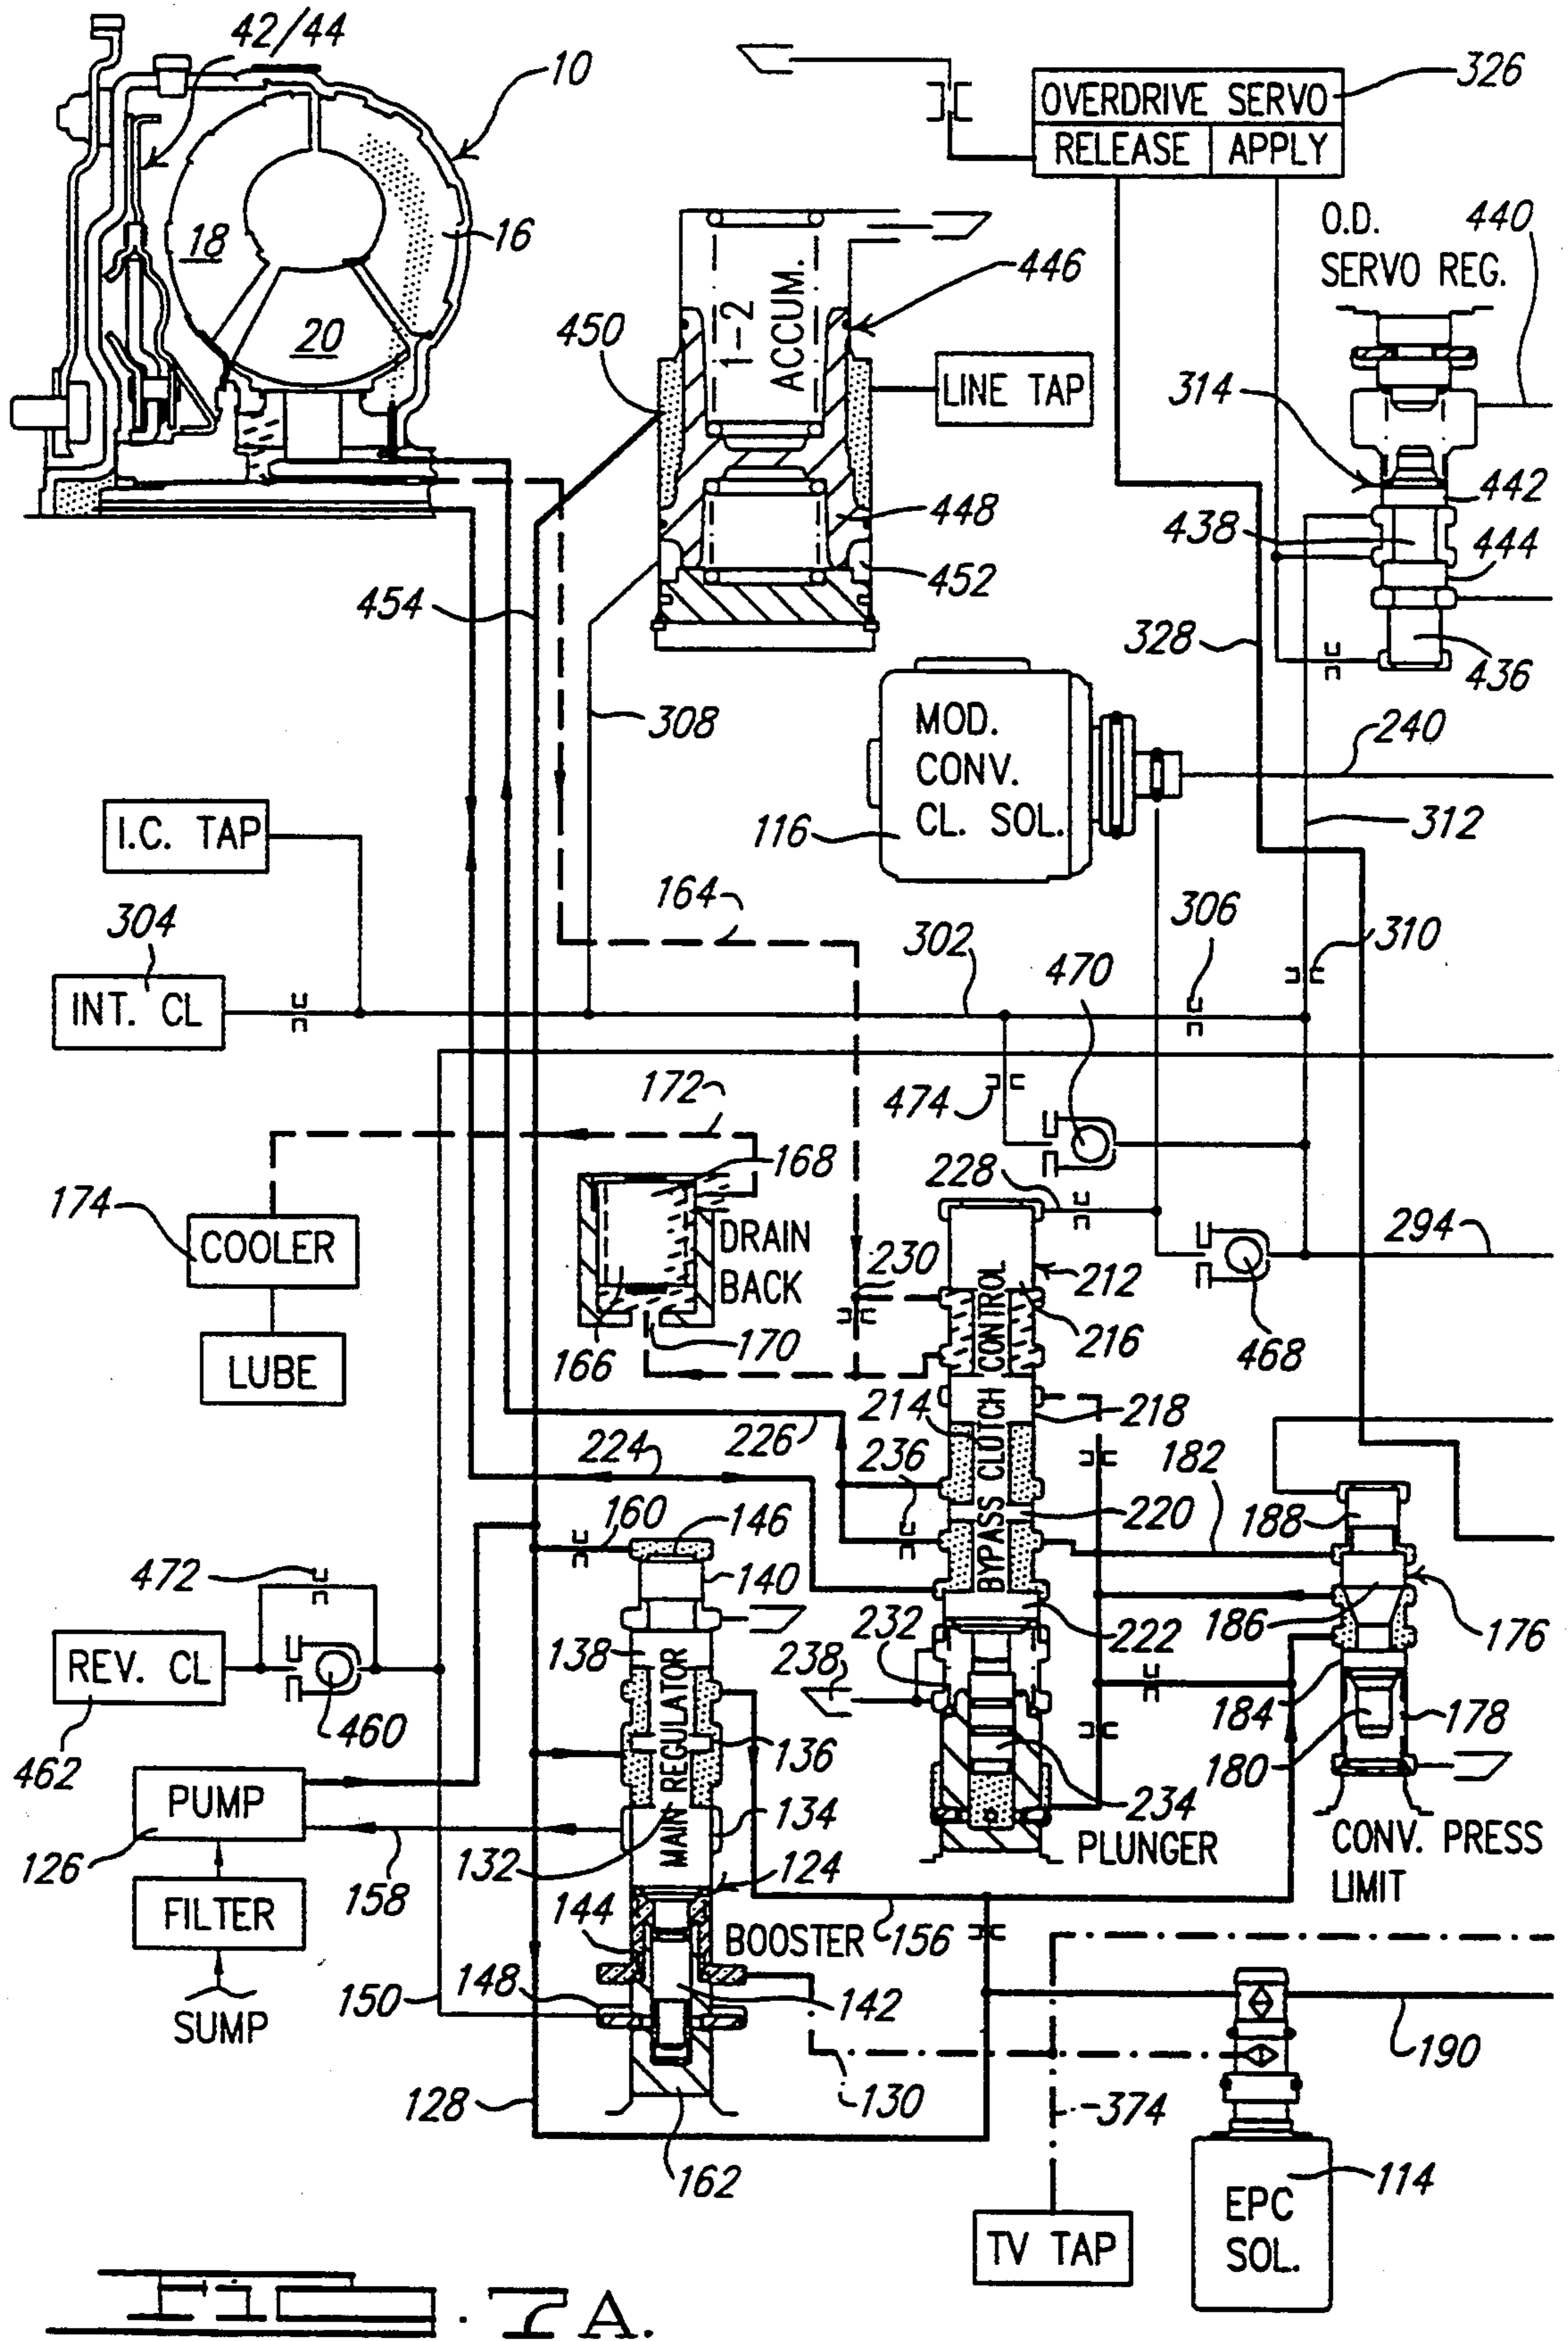 42/44
10
326
OVERDRIVE SERVO
RELEASE APPLY
18
16
20
O.D.
SERVO REG.
440
446
450
1-2
ACCUM.
LINE TAP
314
442
438
444
448
452
454
328
436
308
MOD.
CONV.
CL. SOL.
116
240
312
I.C. TAP
164
306
304
302
470
310
INT. CL
474
172
168
228
174
COOLER
DRAIN
BACK
230
212
294
LUBE
166
170
216
468
BYPASS CLUTCH CONTROL
214
218
224
226
236
182
188
160
146
220
472
140
186
176
REV. CL
138
232
222
238
184
178
460
462
MAIN REGULATOR
136
180
PUMP
134
234
126
132
PLUNGER
CONV. PRESS
LIMIT
FILTER
158
124
144
BOOSTER
156
148
142
150
SUMP
190
128
130
374
162
114
EPC
SOL.
TV TAP
FIG. 7A.